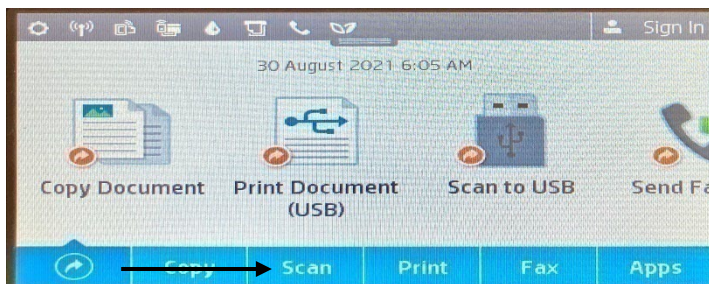 Sign In
30 August 2021 6:05 AM
Copy Document Print Document Scan to USB Send Fa
(USB)
Copy Scan Print Fax Apps